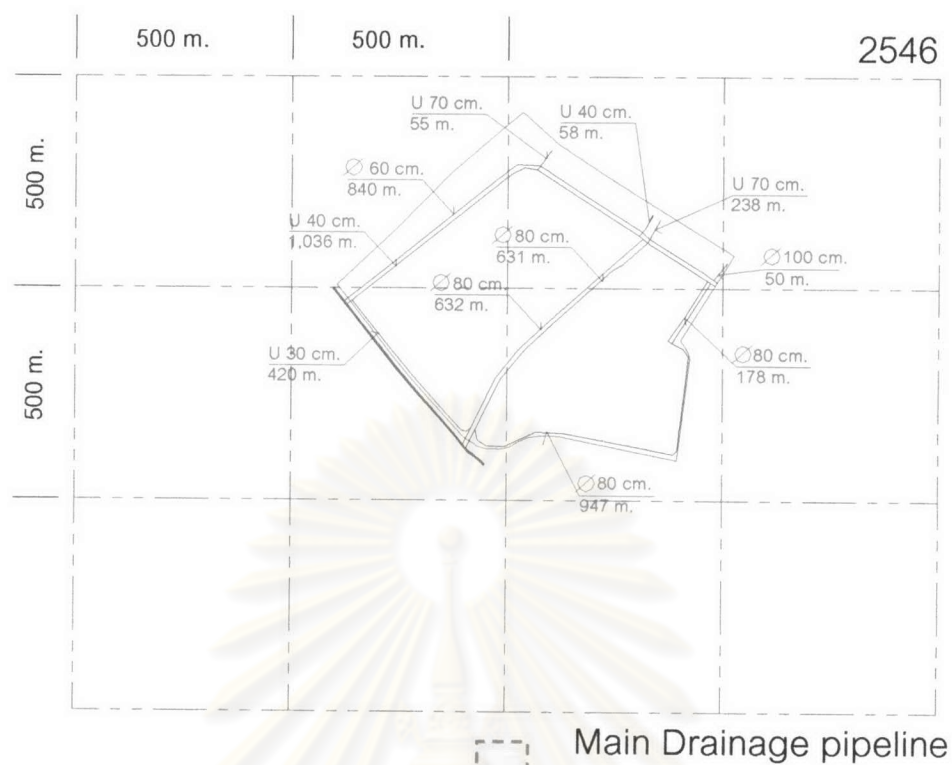 500 m.
500 m.
2546
500 m.
500 m.
U 70 cm.
55 m.
U 40 cm.
58 m.
∅ 60 cm.
840 m.
U 70 cm.
238 m.
U 40 cm.
1,036 m.
∅ 80 cm.
631 m.
∅ 100 cm.
50 m.
∅ 80 cm.
632 m.
U 30 cm.
420 m.
∅ 80 cm.
178 m.
∅ 80 cm.
947 m.
Main Drainage pipeline